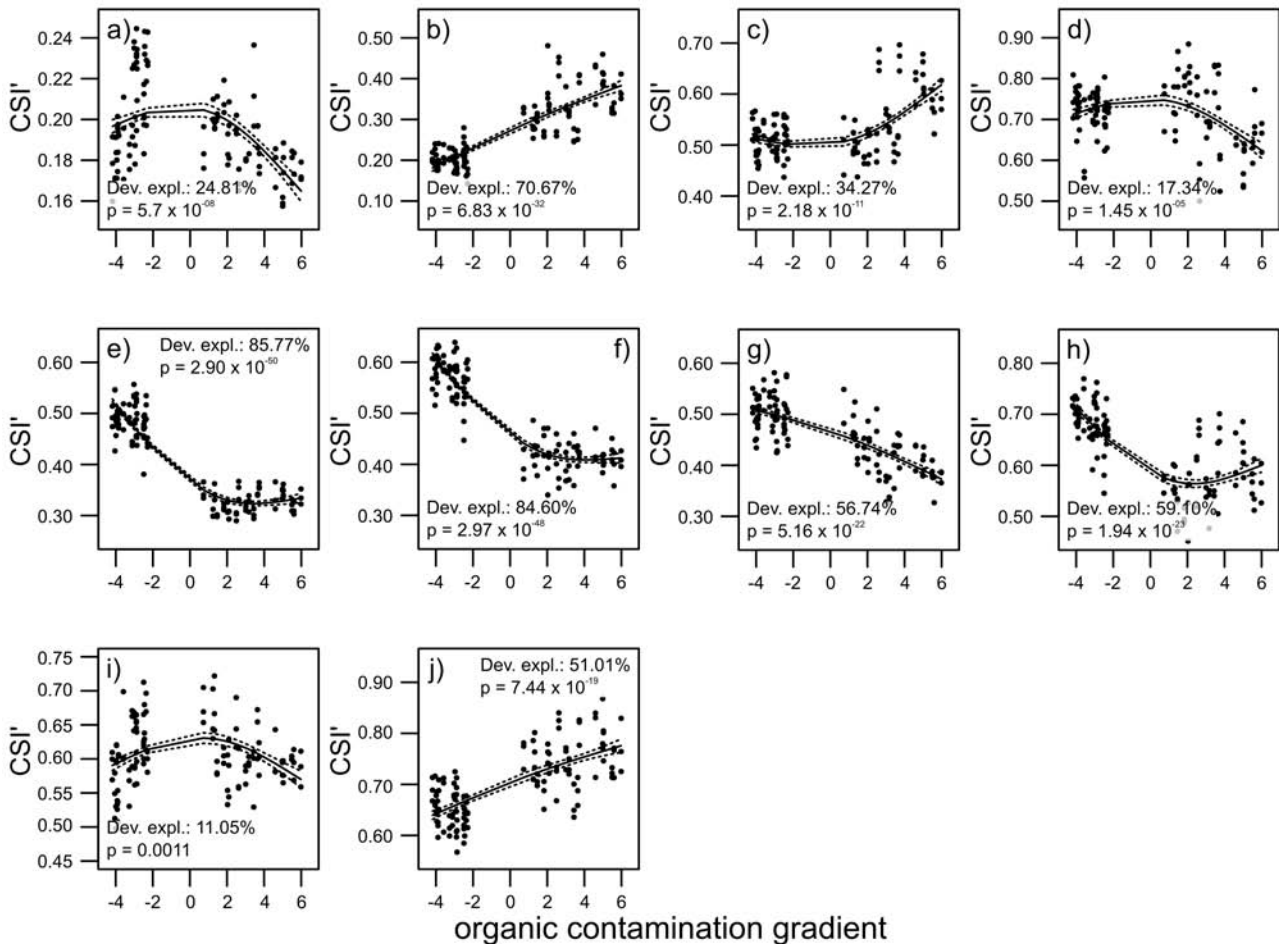 a)
CSI'
0.24
0.22
0.20
0.18
0.16
Dev. expl.: 24.81%
p = 5.7 x 10⁻⁰⁸
-4 -2 0 2 4 6
b)
CSI'
0.50
0.40
0.30
0.20
0.10
Dev. expl.: 70.67%
p = 6.83 x 10⁻³²
-4 -2 0 2 4 6
c)
CSI'
0.70
0.60
0.50
0.40
Dev. expl.: 34.27%
p = 2.18 x 10⁻¹¹
-4 -2 0 2 4 6
d)
CSI'
0.90
0.80
0.70
0.60
0.50
Dev. expl.: 17.34%
p = 1.45 x 10⁻⁰⁵
-4 -2 0 2 4 6
e)
Dev. expl.: 85.77%
p = 2.90 x 10⁻⁵⁰
CSI'
0.60
0.50
0.40
0.30
-4 -2 0 2 4 6
f)
CSI'
0.60
0.50
0.40
0.30
Dev. expl.: 84.60%
p = 2.97 x 10⁻⁴⁸
-4 -2 0 2 4 6
g)
CSI'
0.60
0.50
0.40
0.30
Dev. expl.: 56.74%
p = 5.16 x 10⁻²²
-4 -2 0 2 4 6
h)
CSI'
0.80
0.70
0.60
0.50
Dev. expl.: 59.10%
p = 1.94 x 10⁻²³
-4 -2 0 2 4 6
i)
CSI'
0.75
0.70
0.65
0.60
0.55
0.50
0.45
Dev. expl.: 11.05%
p = 0.0011
-4 -2 0 2 4 6
j)
Dev. expl.: 51.01%
p = 7.44 x 10⁻¹⁹
CSI'
0.90
0.80
0.70
0.60
-4 -2 0 2 4 6
organic contamination gradient